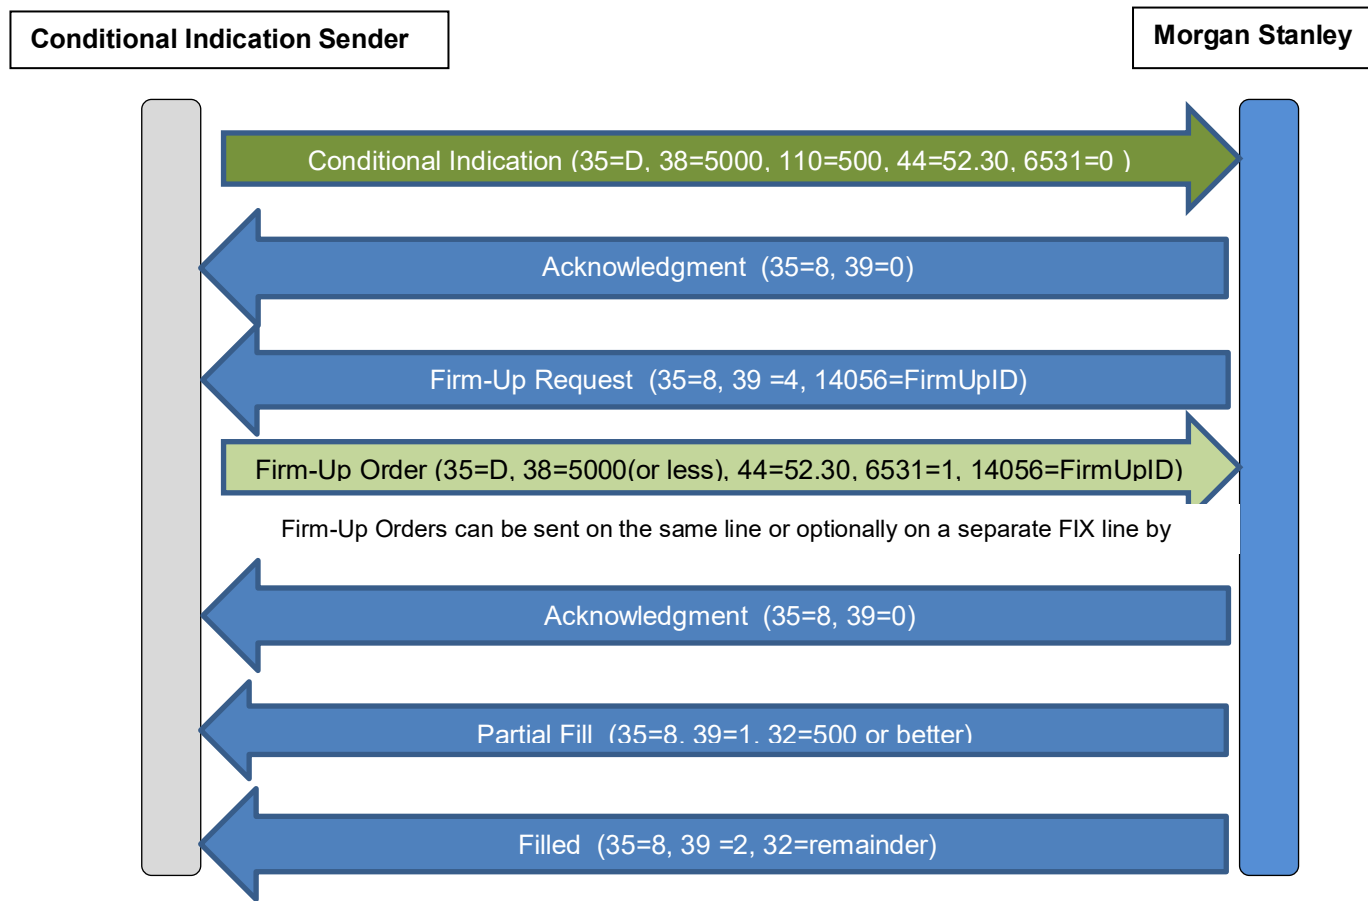 Conditional Indication Sender
Morgan Stanley
Conditional Indication (35=D, 38=5000, 110=500, 44=52.30, 6531=0 )
Acknowledgment (35=8, 39=0)
Firm-Up Request (35=8, 39 =4, 14056=FirmUpID)
Firm-Up Order (35=D, 38=5000(or less), 44=52.30, 6531=1, 14056=FirmUpID)
Firm-Up Orders can be sent on the same line or optionally on a separate FIX line by
Acknowledgment (35=8, 39=0)
Partial Fill (35=8, 39=1, 32=500 or better)
Filled (35=8, 39 =2, 32=remainder)